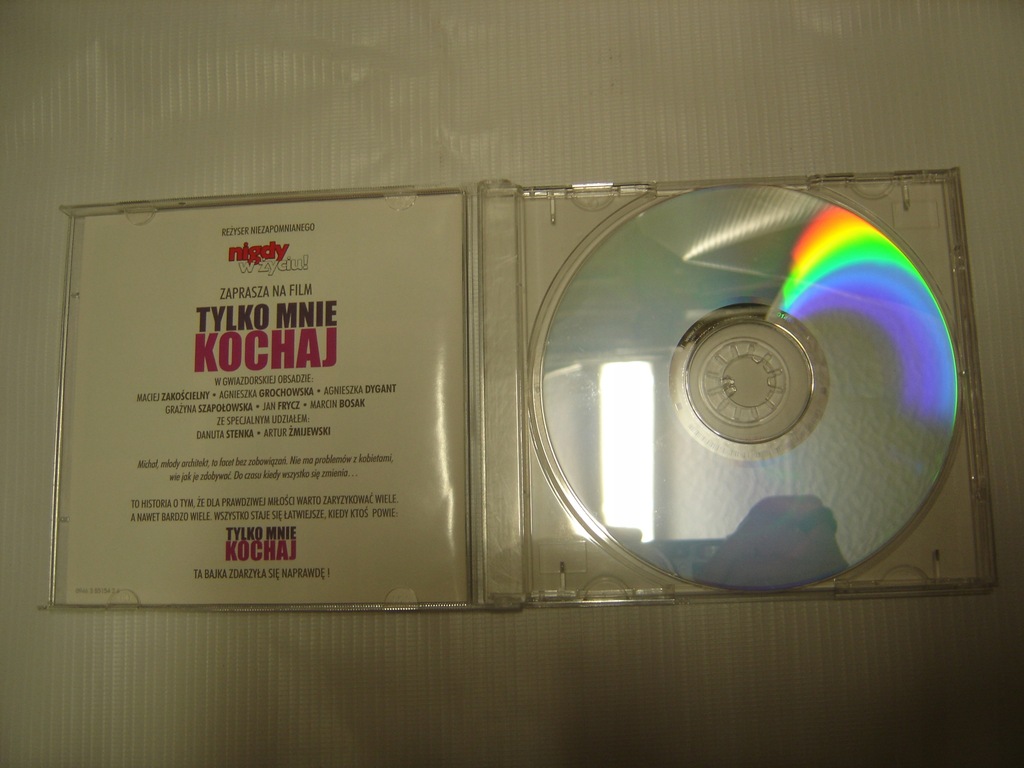 REŻYSER NIEZAPOMNIANEGO
nigdy
w życiu!
ZAPRASZA NA FILM
TYLKO MNIE
KOCHAJ
W GWIAZDORSKIEJ OBSADZIE:
MACIEJ ZAKOŚCIELNY • AGNIESZKA GROCHOWSKA • AGNIESZKA DYGANT
GRAŻYNA SZAPOŁOWSKA • JAN FRYCZ • MARCIN BOSAK
ZE SPECJALNYM UDZIAŁEM:
DANUTA STENKA • ARTUR ŻMIJEWSKI
Michał, młody architekt, to facet bez zobowiązań. Nie ma problemów z kobietami,
wie jak je zdobywać. Do czasu kiedy wszystko się zmienia...
TO HISTORIA O TYM, ŻE DLA PRAWDZIWEJ MIŁOŚCI WARTO ZARYZYKOWAĆ WIELE.
A NAWET BARDZO WIELE. WSZYSTKO STAJE SIĘ ŁATWIEJSZE, KIEDY KTOŚ POWIE:
TYLKO MNIE
KOCHAJ
TA BAJKA ZDARZYŁA SIĘ NAPRAWDĘ !